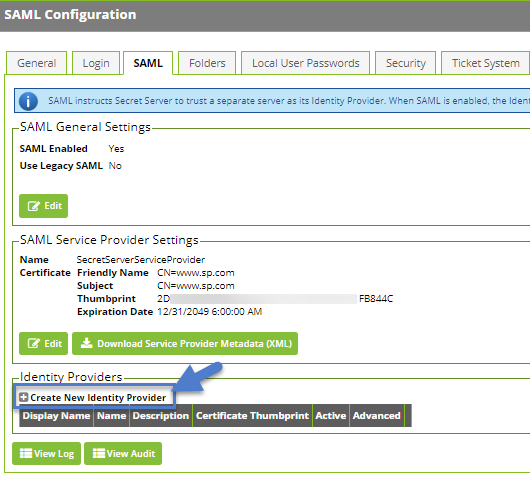 SAML Configuration
General Login SAML Folders Local User Passwords Security Ticket System
SAML instructs Secret Server to trust a separate server as its Identity Provider. When SAML is enabled, the Iden
SAML General Settings
SAML Enabled Yes
Use Legacy SAML No
Edit
SAML Service Provider Settings
Name SecretServerServiceProvider
Certificate Friendly Name CN=www.sp.com
Subject CN=www.sp.com
Thumbprint 2D FB844C
Expiration Date 12/31/2049 6:00:00 AM
Edit Download Service Provider Metadata (XML)
Identity Providers
Create New Identity Provider
Display Name Name Description Certificate Thumbprint Active Advanced
View Log View Audit